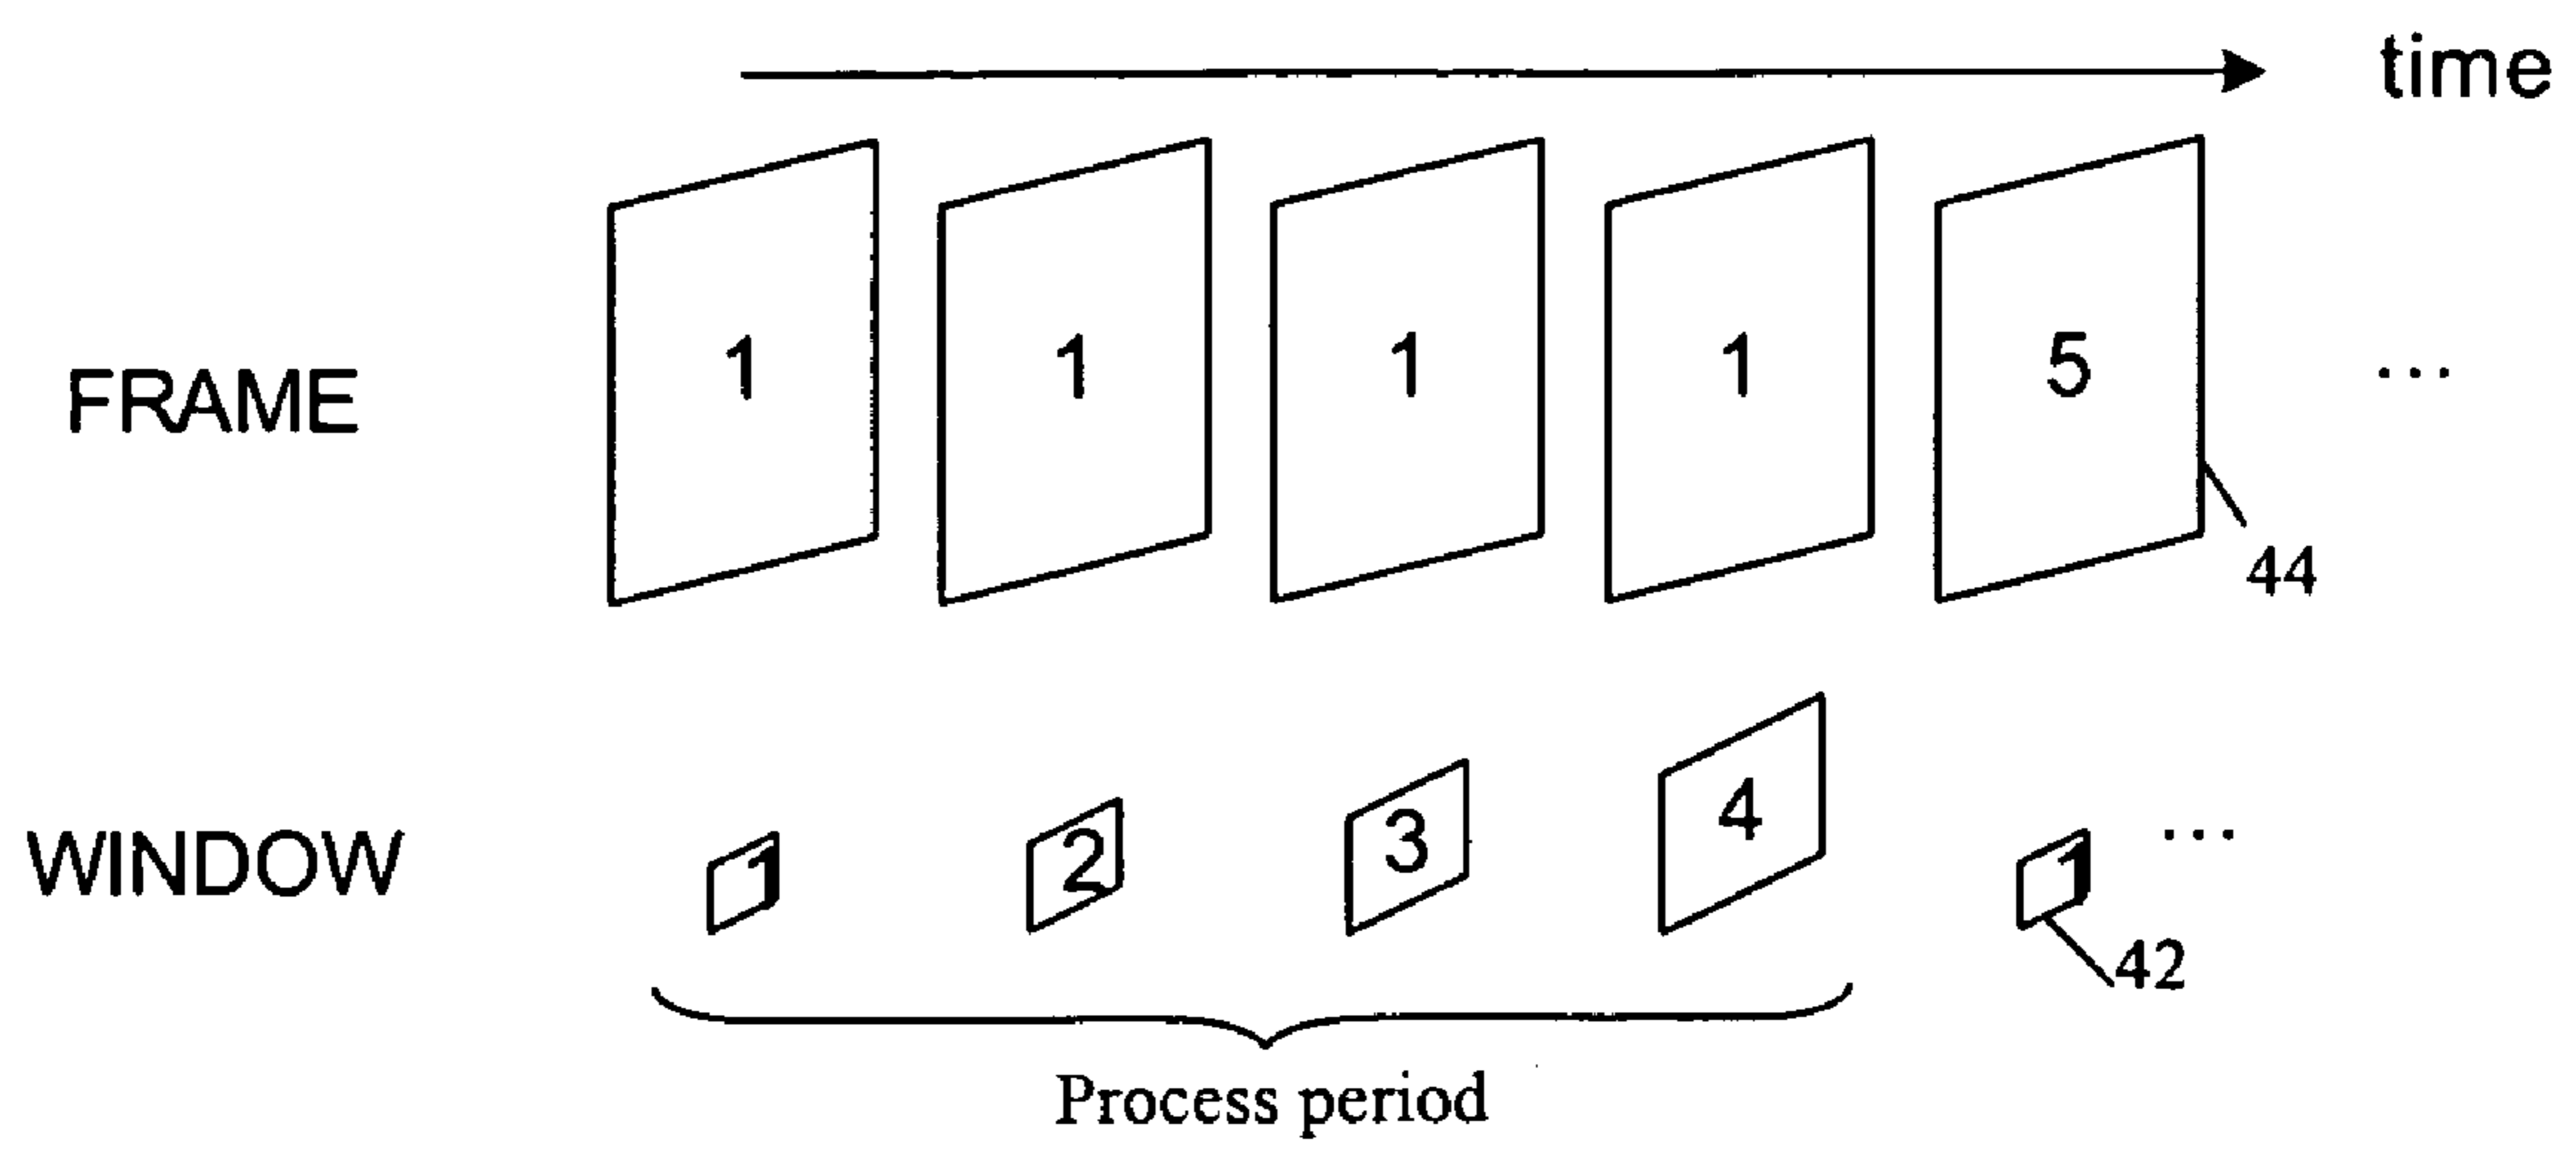 time
FRAME 1 1 1 1 5 ...
44
WINDOW 1 2 3 4 1 ...
42
Process period